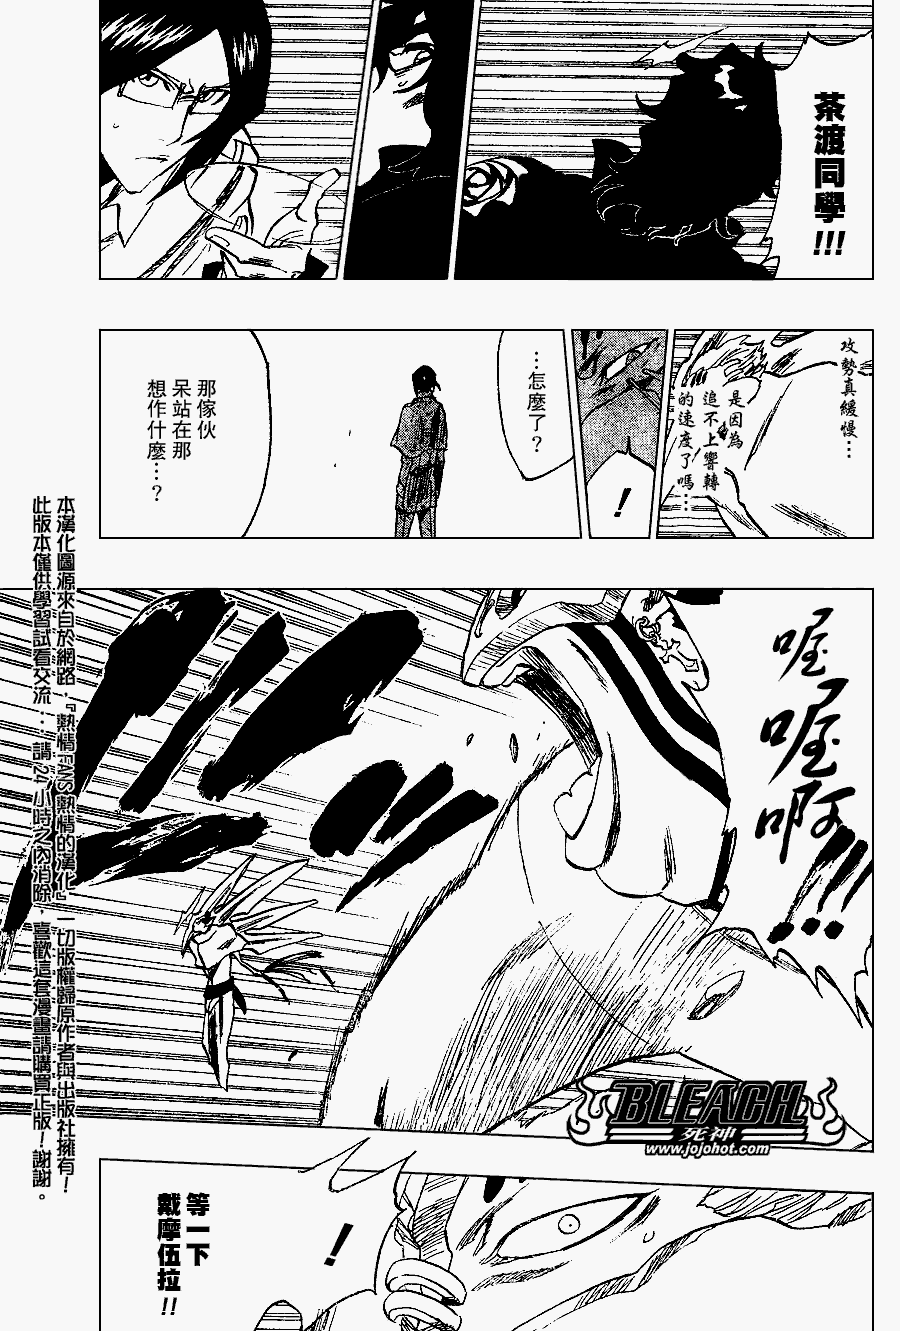 茶渡同學!!!
攻勢真緩慢…
是因為
追不上響轉
的速度了嗎…
!
…怎麼了?
那傢伙
呆站在那
想作什麼…?
喔
喔
啊
!!!
等一下
戴摩伍拉!!
!
本漢化圖源來自於網路,『熱情FANS熱情的漢化』一切版權歸原作者與出版社擁有!
此版本僅供學習試看交流…請24小時之內消除,喜歡這套漫畫請購買正版!謝謝。
BLEACH
死神
www.jojohot.com